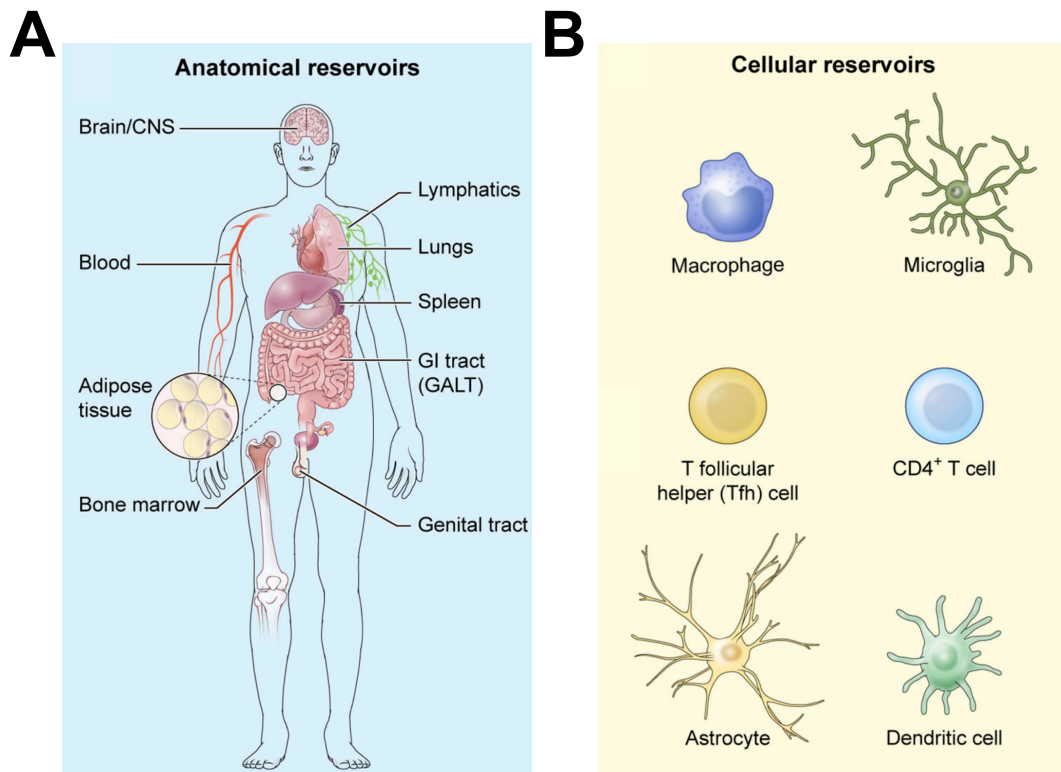 A
Anatomical reservoirs
Brain/CNS
Lymphatics
Lungs
Blood
Spleen
GI tract
(GALT)
Adipose
tissue
Bone marrow
Genital tract
B
Cellular reservoirs
Macrophage
Microglia
T follicular
helper (Tfh) cell
CD4⁺ T cell
Astrocyte
Dendritic cell